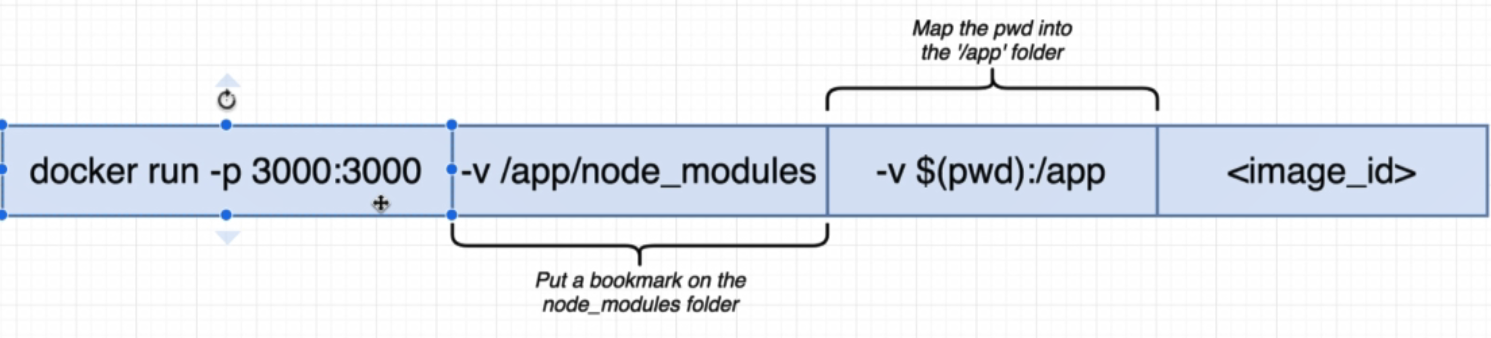 Map the pwd into
the '/app' folder
docker run -p 3000:3000
-v /app/node_modules
-v $(pwd):/app
<image_id>
Put a bookmark on the
node_modules folder